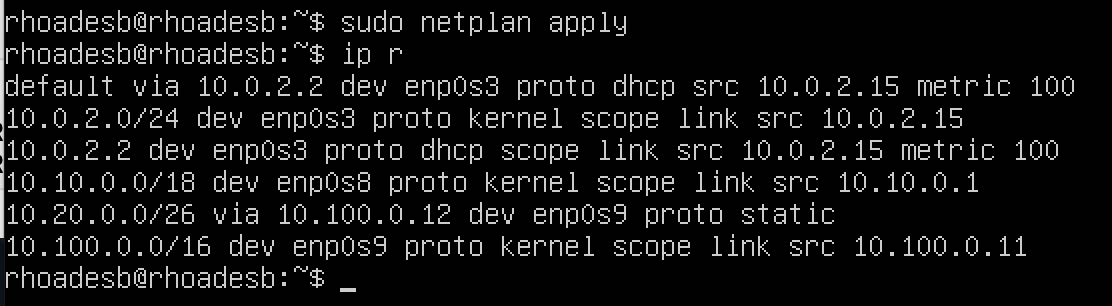 rhoadesb@rhoadesb:~$ sudo netplan apply
rhoadesb@rhoadesb:~$ ip r
default via 10.0.2.2 dev enp0s3 proto dhcp src 10.0.2.15 metric 100
10.0.2.0/24 dev enp0s3 proto kernel scope link src 10.0.2.15
10.0.2.2 dev enp0s3 proto dhcp scope link src 10.0.2.15 metric 100
10.10.0.0/18 dev enp0s8 proto kernel scope link src 10.10.0.1
10.20.0.0/26 via 10.100.0.12 dev enp0s9 proto static
10.100.0.0/16 dev enp0s9 proto kernel scope link src 10.100.0.11
rhoadesb@rhoadesb:~$ _